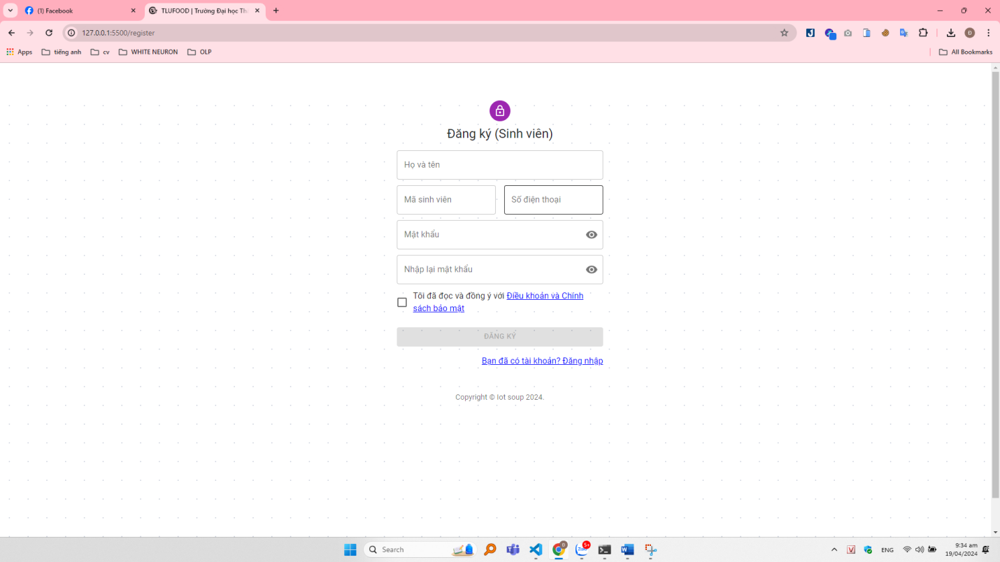 (1) Facebook
TLUFOOD | Trường Đại học Th
127.0.0.1:5500/register
Apps
tiếng anh
cv
WHITE NEURON
OLP
All Bookmarks
Đăng ký (Sinh viên)
Họ và tên
Mã sinh viên
Số điện thoại
Mật khẩu
Nhập lại mật khẩu
Tôi đã đọc và đồng ý với Điều khoản và Chính
sách bảo mật
ĐĂNG KÝ
Bạn đã có tài khoản? Đăng nhập
Copyright © Iot soup 2024.
Search
Zalo
5+
ENG
9:34 am
19/04/2024